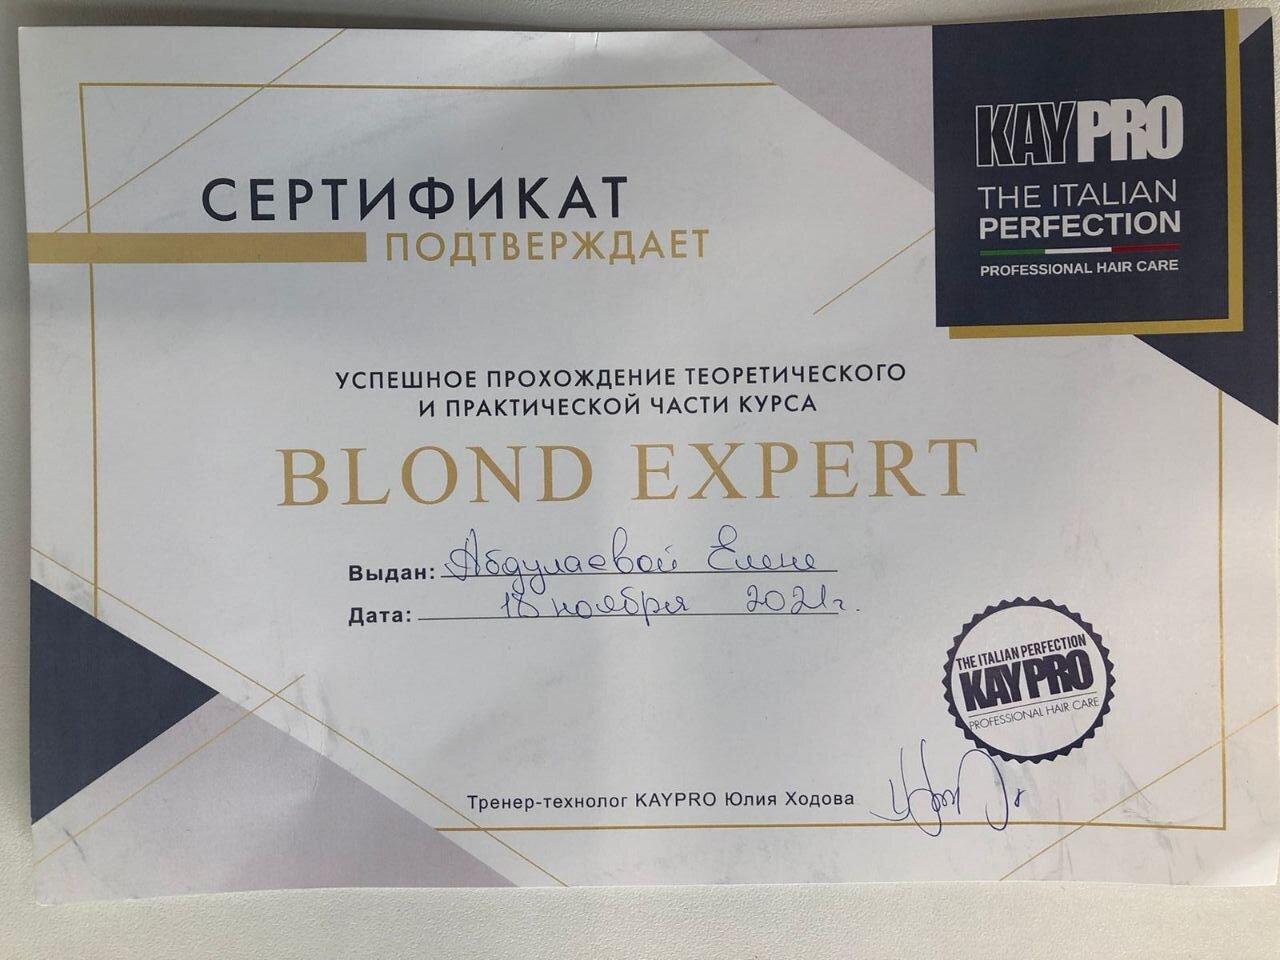 KAYPRO
THE ITALIAN
PERFECTION
PROFESSIONAL HAIR CARE
СЕРТИФИКАТ
ПОДТВЕРЖДАЕТ
УСПЕШНОЕ ПРОХОЖДЕНИЕ ТЕОРЕТИЧЕСКОГО
И ПРАКТИЧЕСКОЙ ЧАСТИ КУРСА
BLOND EXPERT
Выдан: Абдулаевой Елене
Дата: 18 ноября 2021г.
THE ITALIAN PERFECTION
KAYPRO
PROFESSIONAL HAIR CARE
Тренер-технолог KAYPRO Юлия Ходова